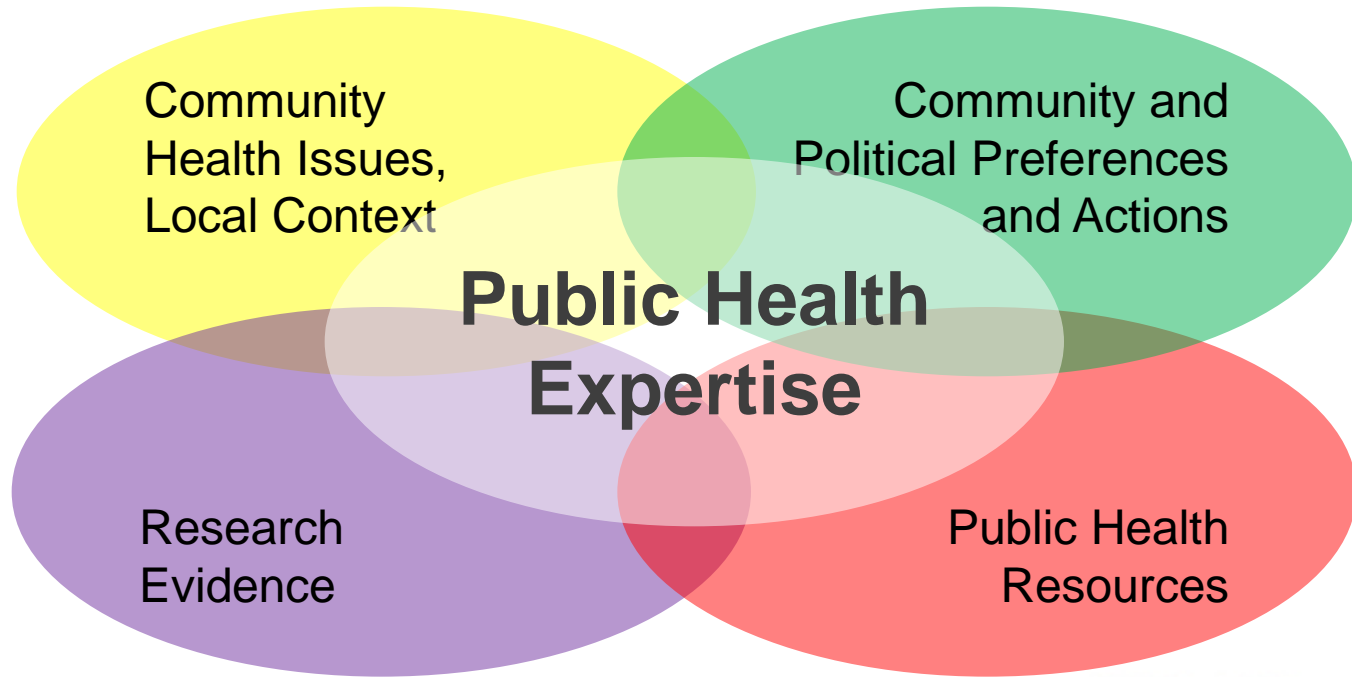 Community
Health Issues,
Local Context
Community and
Political Preferences
and Actions
Public Health
Expertise
Research
Evidence
Public Health
Resources